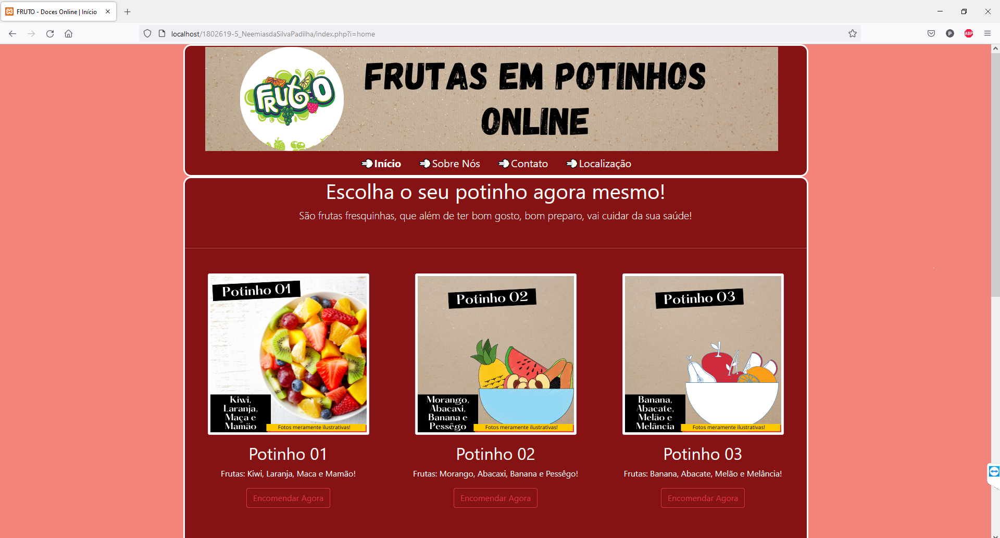 FRUTO - Doces Online | Início
localhost/1802619-5_NeemiasdaSilvaPadilha/index.php?i=home
P
ABP
FRUTO
FRUTAS EM POTINHOS
ONLINE
Início
Sobre Nós
Contato
Localização
Escolha o seu potinho agora mesmo!
São frutas fresquinhas, que além de ter bom gosto, bom preparo, vai cuidar da sua saúde!
Potinho 01
Kiwi,
Laranja,
Maça e
Mamão
Fotos meramente ilustrativas!
Potinho 01
Frutas: Kiwi, Laranja, Maca e Mamão!
Encomendar Agora
Potinho 02
Morango,
Abacaxi,
Banana e
Pessêgo
Fotos meramente ilustrativas!
Potinho 02
Frutas: Morango, Abacaxi, Banana e Pessêgo!
Encomendar Agora
Potinho 03
Banana,
Abacate,
Melão e
Melância
Fotos meramente ilustrativas!
Potinho 03
Frutas: Banana, Abacate, Melão e Melância!
Encomendar Agora